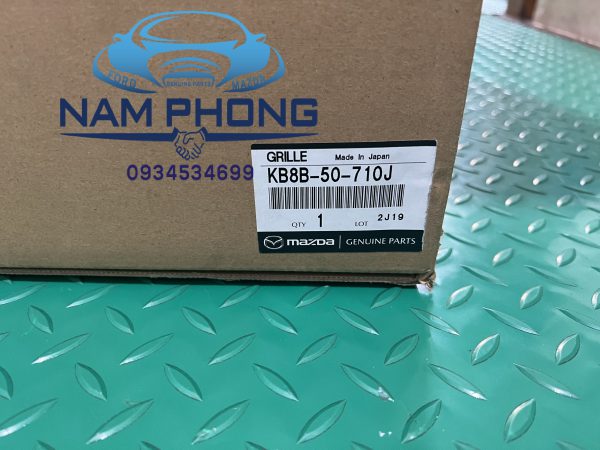 FORD
GENUINE PARTS
MAZDA
NAM PHONG
0934534699
GRILLE Made In Japan
KB8B-50-710J
QTY 1 LOT 2J19
mazda GENUINE PARTS